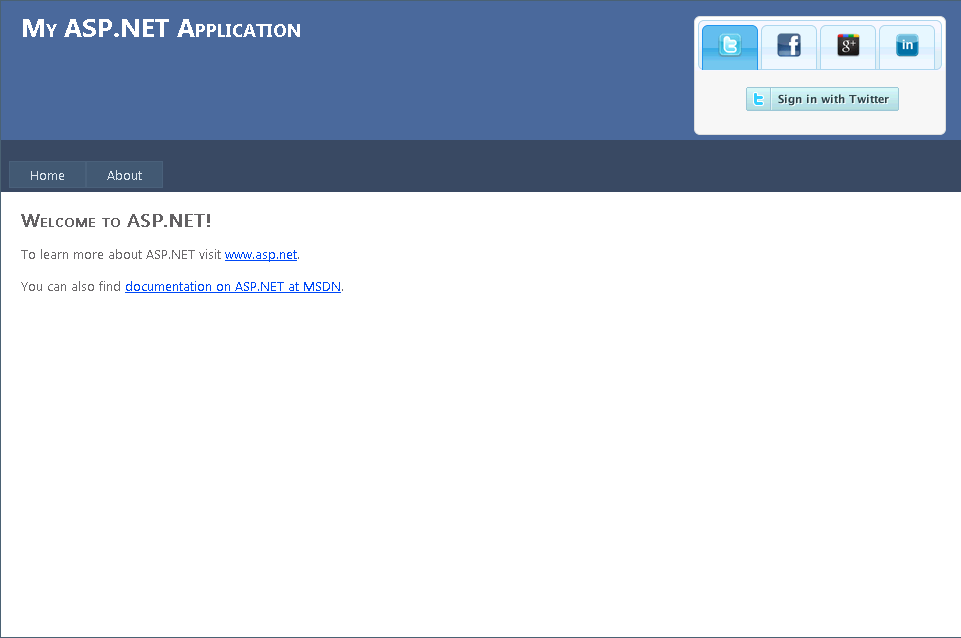 My ASP.NET Application
Sign in with Twitter
Home
About
Welcome to ASP.NET!
To learn more about ASP.NET visit www.asp.net.
You can also find documentation on ASP.NET at MSDN.